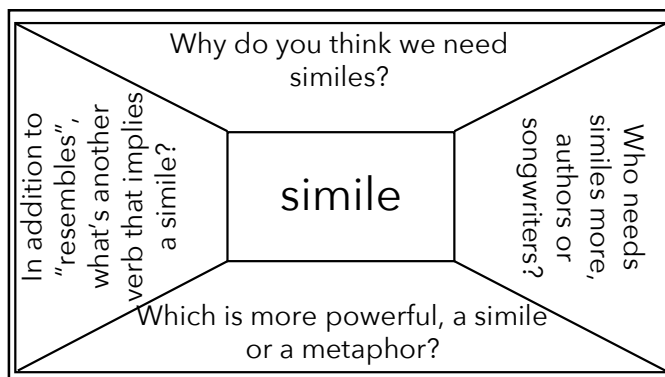 Why do you think we need
similes?
In addition to
“resembles”,
what’s another
verb that implies
a simile?
simile
Who needs
similes more,
authors or
songwriters?
Which is more powerful, a simile
or a metaphor?